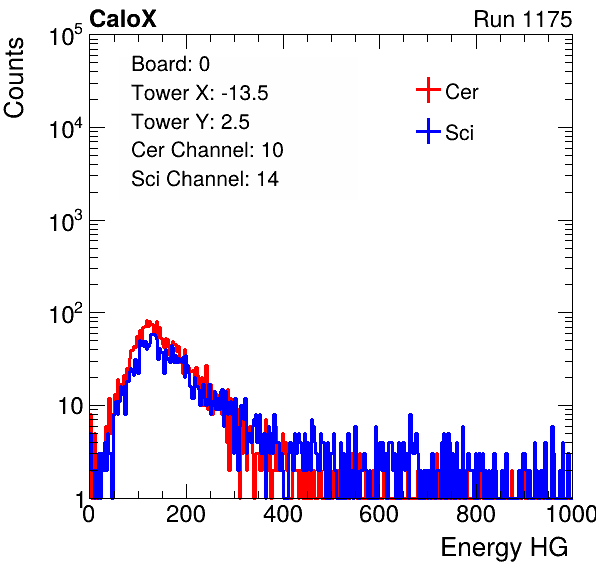 CaloX Run 1175
Counts
10^5
10^4
10^3
10^2
10
1
Board: 0
Tower X: -13.5
Tower Y: 2.5
Cer Channel: 10
Sci Channel: 14
Cer
Sci
0 200 400 600 800 1000
Energy HG